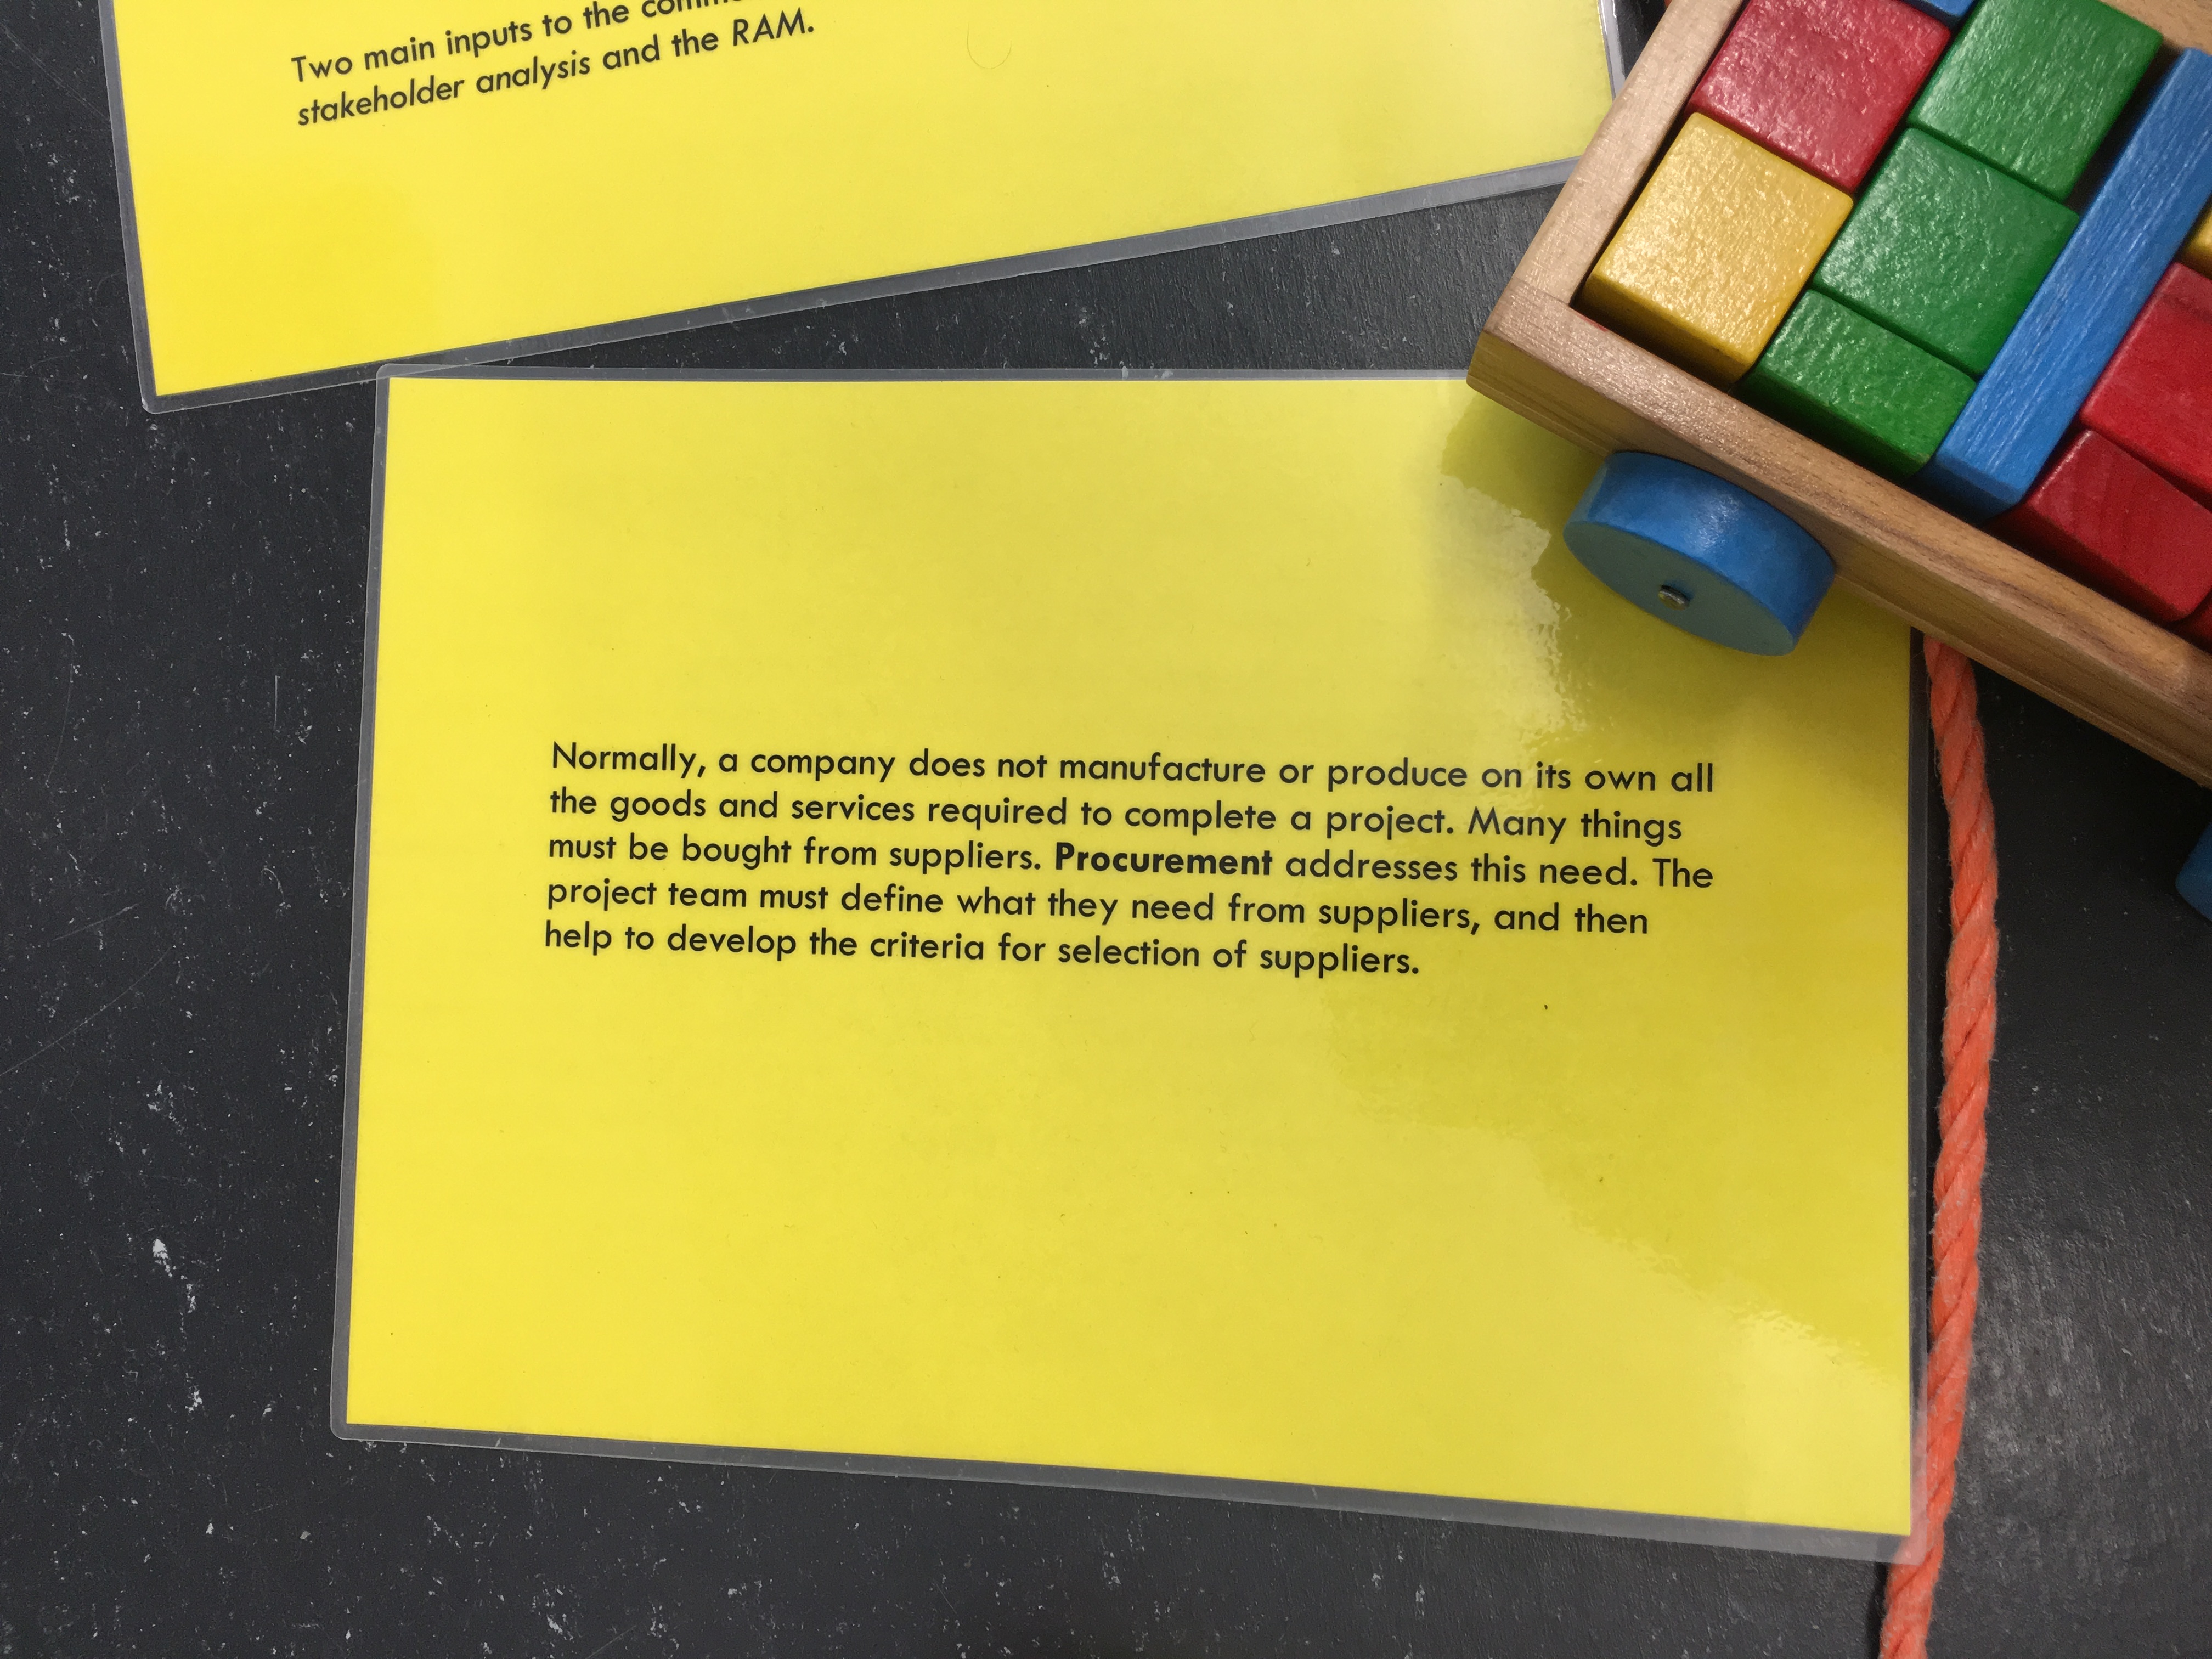 Two main inputs to the
stakeholder analysis and the RAM.
Normally, a company does not manufacture or produce on its own all
the goods and services required to complete a project. Many things
must be bought from suppliers. Procurement addresses this need. The
project team must define what they need from suppliers, and then
help to develop the criteria for selection of suppliers.